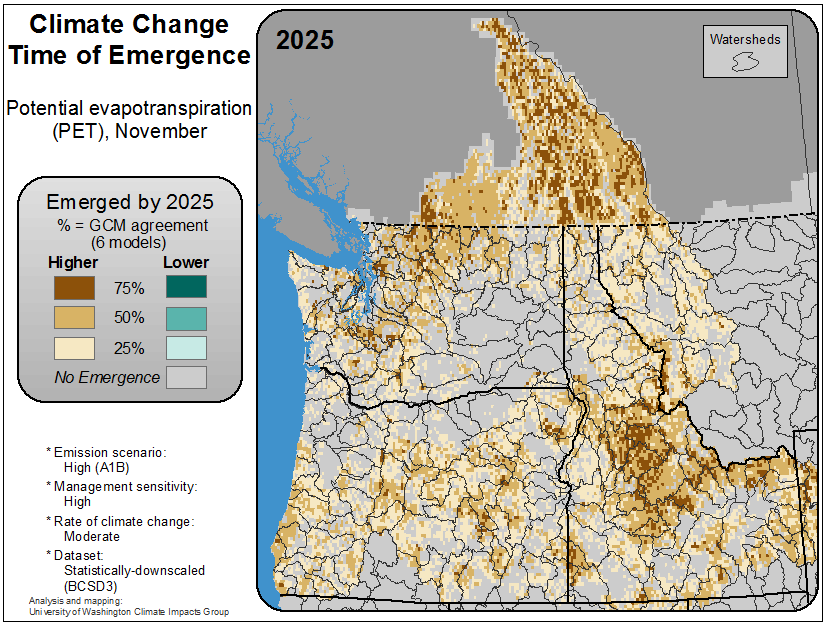 Climate Change
Time of Emergence
Potential evapotranspiration
(PET), November
Emerged by 2025
% = GCM agreement
(6 models)
Higher Lower
75%
50%
25%
No Emergence
* Emission scenario:
High (A1B)
* Management sensitivity:
High
* Rate of climate change:
Moderate
* Dataset:
Statistically-downscaled
(BCSD3)
Analysis and mapping:
University of Washington Climate Impacts Group
2025
Watersheds